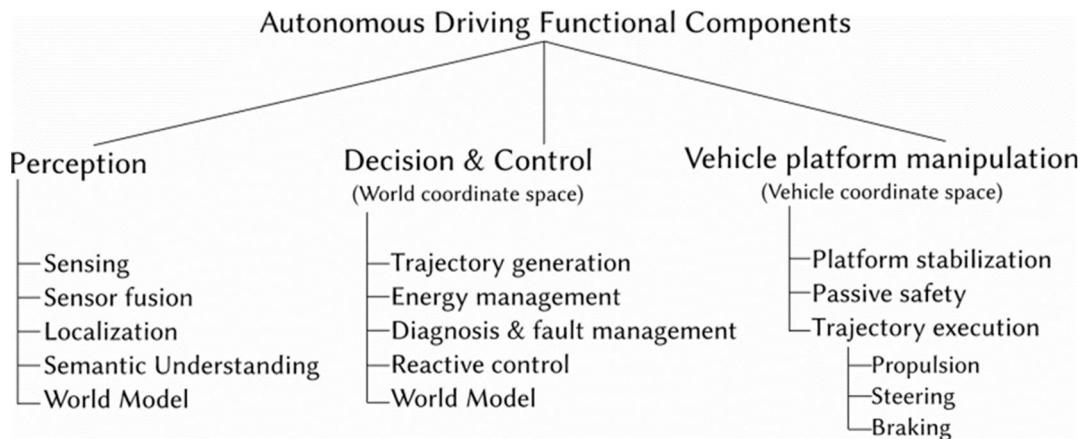 Autonomous Driving Functional Components
Perception
Sensing
Sensor fusion
Localization
Semantic Understanding
World Model
Decision & Control
(World coordinate space)
Trajectory generation
Energy management
Diagnosis & fault management
Reactive control
World Model
Vehicle platform manipulation
(Vehicle coordinate space)
Platform stabilization
Passive safety
Trajectory execution
Propulsion
Steering
Braking